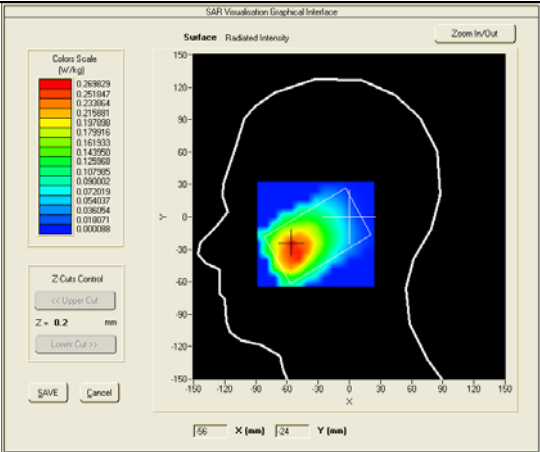 SAR Visualisation Graphical Interface
Surface Radiated Intensity
Zoom In/Out
Colors Scale
(W/kg)
0.269829
0.251847
0.233864
0.215881
0.197898
0.179916
0.161933
0.143950
0.125968
0.107985
0.090002
0.072019
0.054037
0.036054
0.018071
0.000088
Z-Cuts Control
<< Upper Cut
Z = 0.2 mm
Lower Cut >>
SAVE Cancel
150
120
90
60
30
0
-30
-60
-90
-120
-150
Y
-150 -120 -90 -60 -30 0 30 60 90 120 150
X
-56 X (mm) -24 Y (mm)